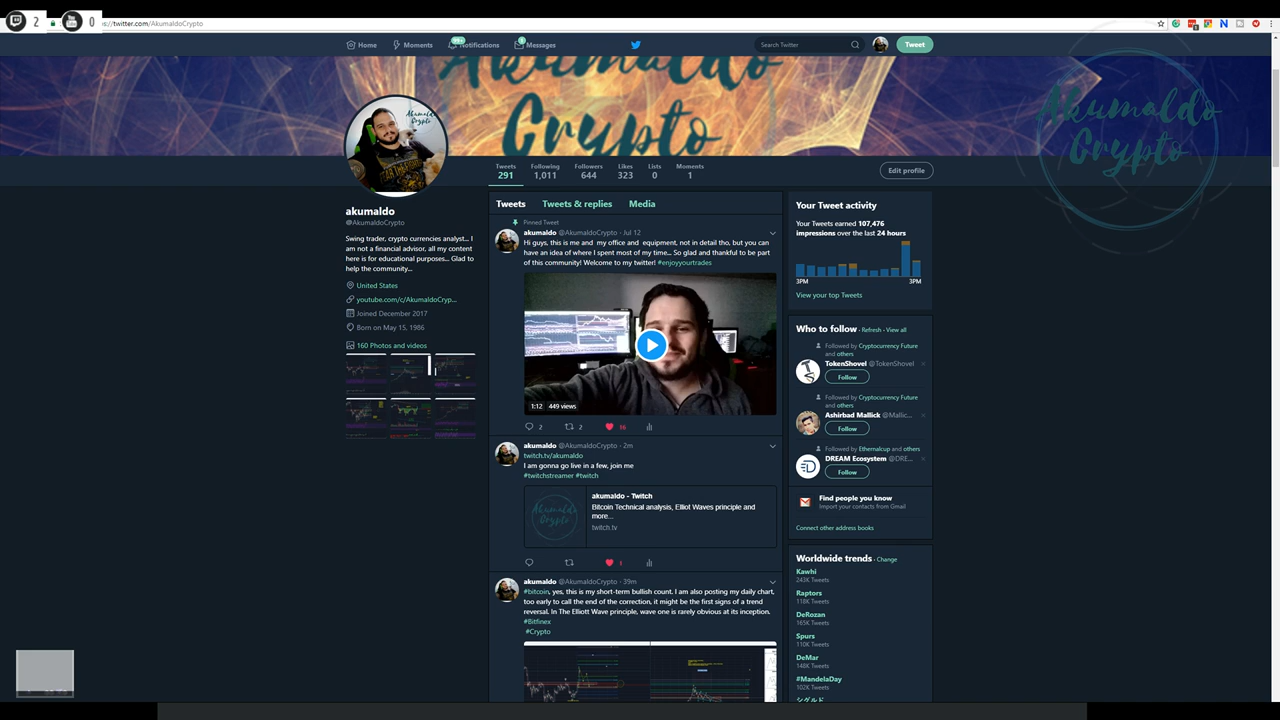 2
0
s://twitter.com/AkumaldoCrypto
Home
Moments
99+
Notifications
1
Messages
Search Twitter
Tweet
Akumaldo
Crypto
Akumaldo
Crypto
Tweets
291
Following
1,011
Followers
644
Likes
323
Lists
0
Moments
1
Edit profile
akumaldo
@AkumaldoCrypto
Swing trader, crypto currencies analyst... I
am not a financial advisor, all my content
here is for educational purposes... Glad to
help the community...
United States
youtube.com/c/AkumaldoCryp...
Joined December 2017
Born on May 15, 1986
160 Photos and videos
Tweets
Tweets & replies
Media
Pinned Tweet
akumaldo @AkumaldoCrypto · Jul 12
Hi guys, this is me and my office and equipment, not in detail tho, but you can
have an idea of where I spent most of my time... So glad and thankful to be part
of this community! Welcome to my twitter! #enjoyyourtrades
1:12
449 views
2
2
16
akumaldo @AkumaldoCrypto · 2m
twitch.tv/akumaldo
I am gonna go live in a few, join me
#twitchstreamer #twitch
Akumaldo
Crypto
akumaldo - Twitch
Bitcoin Technical analysis, Elliot Waves principle and
more...
twitch.tv
1
akumaldo @AkumaldoCrypto · 39m
#bitcoin, yes, this is my short-term bullish count. I am also posting my daily chart,
too early to call the end of the correction, it might be the first signs of a trend
reversal. In The Elliott Wave principle, wave one is rarely obvious at its inception.
#Bitfinex
#Crypto
Your Tweet activity
Your Tweets earned 107,476
impressions over the last 24 hours
3PM
3PM
View your top Tweets
Who to follow · Refresh · View all
Followed by Cryptocurrency Future
and others
TokenShovel @TokenShovel
Follow
Followed by Cryptocurrency Future
and others
Ashirbad Mallick @Mallic...
Follow
Followed by Ethernalcup and others
DREAM Ecosystem @DRE...
Follow
Find people you know
Import your contacts from Gmail
Connect other address books
Worldwide trends · Change
Kawhi
243K Tweets
Raptors
118K Tweets
DeRozan
165K Tweets
Spurs
110K Tweets
DeMar
148K Tweets
#MandelaDay
102K Tweets